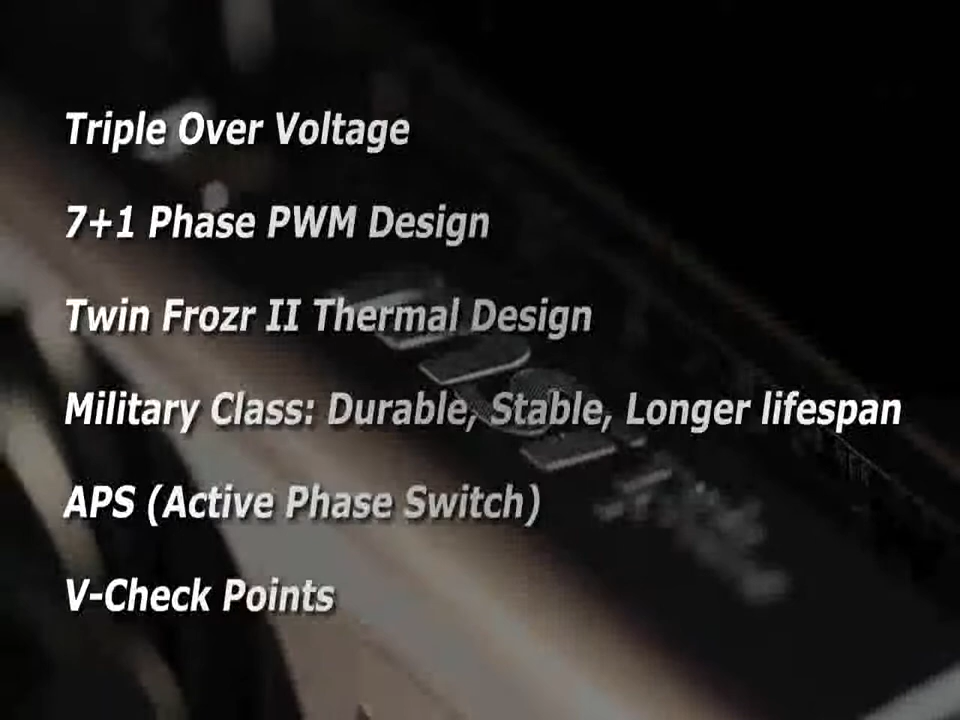 Triple Over Voltage
7+1 Phase PWM Design
Twin Frozr II Thermal Design
Military Class: Durable, Stable, Longer lifespan
APS (Active Phase Switch)
V-Check Points